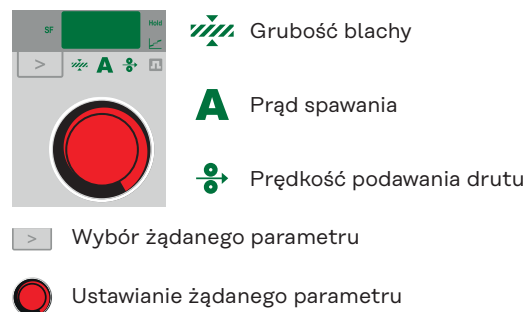 SF
Hold
>
A
Grubość blachy
A Prąd spawania
Prędkość podawania drutu
> Wybór żądanego parametru
Ustawianie żądanego parametru